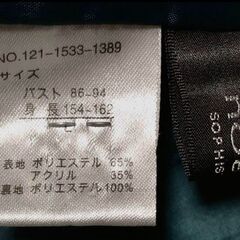 NO.121-1533-1389
サイズ
バスト 86-94
身 長 154-162
表地 ポリエステル 65%
アクリル 35%
裏地 ポリエステル100%
SOPHIS